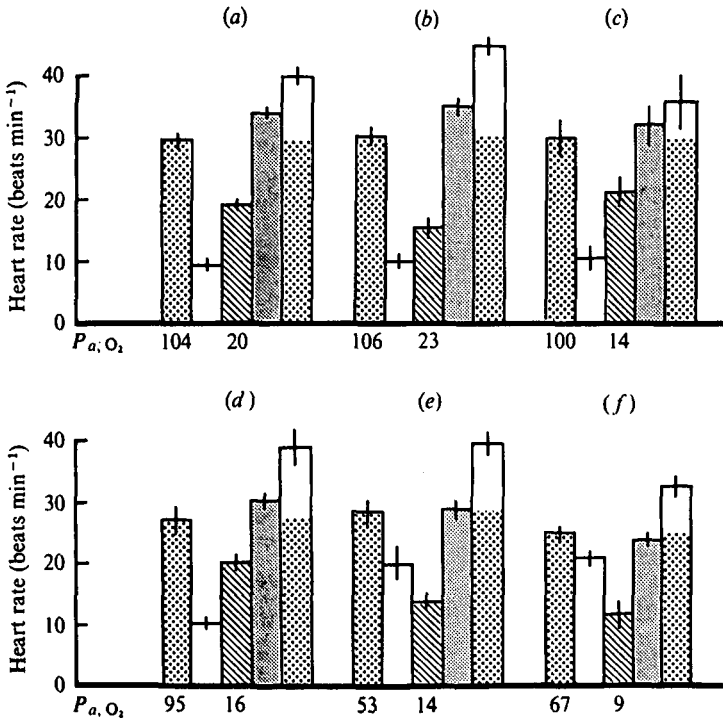 (a) (b) (c)
Heart rate (beats min⁻¹)
40
30
20
10
0
Pa, O₂ 104 20 106 23 100 14
(d) (e) (f)
Heart rate (beats min⁻¹)
40
30
20
10
0
Pa, O₂ 95 16 53 14 67 9